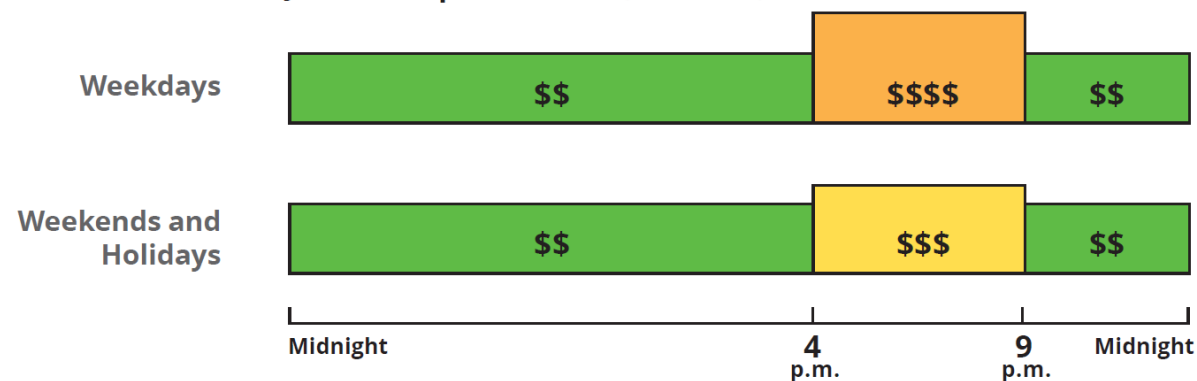 Weekdays
$$
$$$$
$$
Weekends and
Holidays
$$
$$$
$$
Midnight
4
p.m.
9
p.m.
Midnight